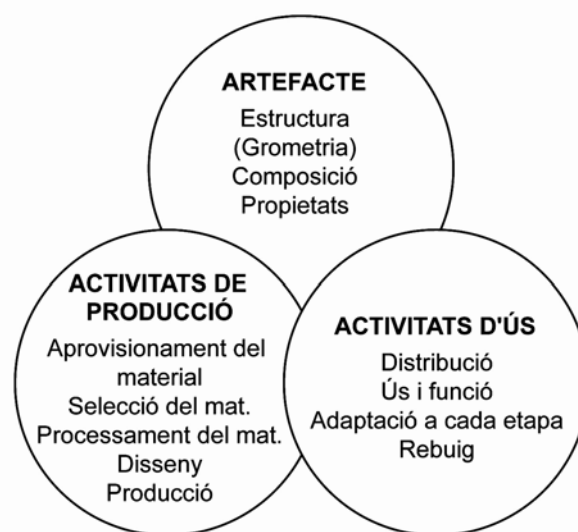 ARTEFACTE
Estructura
(Grometria)
Composició
Propietats
ACTIVITATS DE
PRODUCCIÓ
Aprovisionament del
material
Selecció del mat.
Processament del mat.
Disseny
Producció
ACTIVITATS D'ÚS
Distribució
Ús i funció
Adaptació a cada etapa
Rebuig